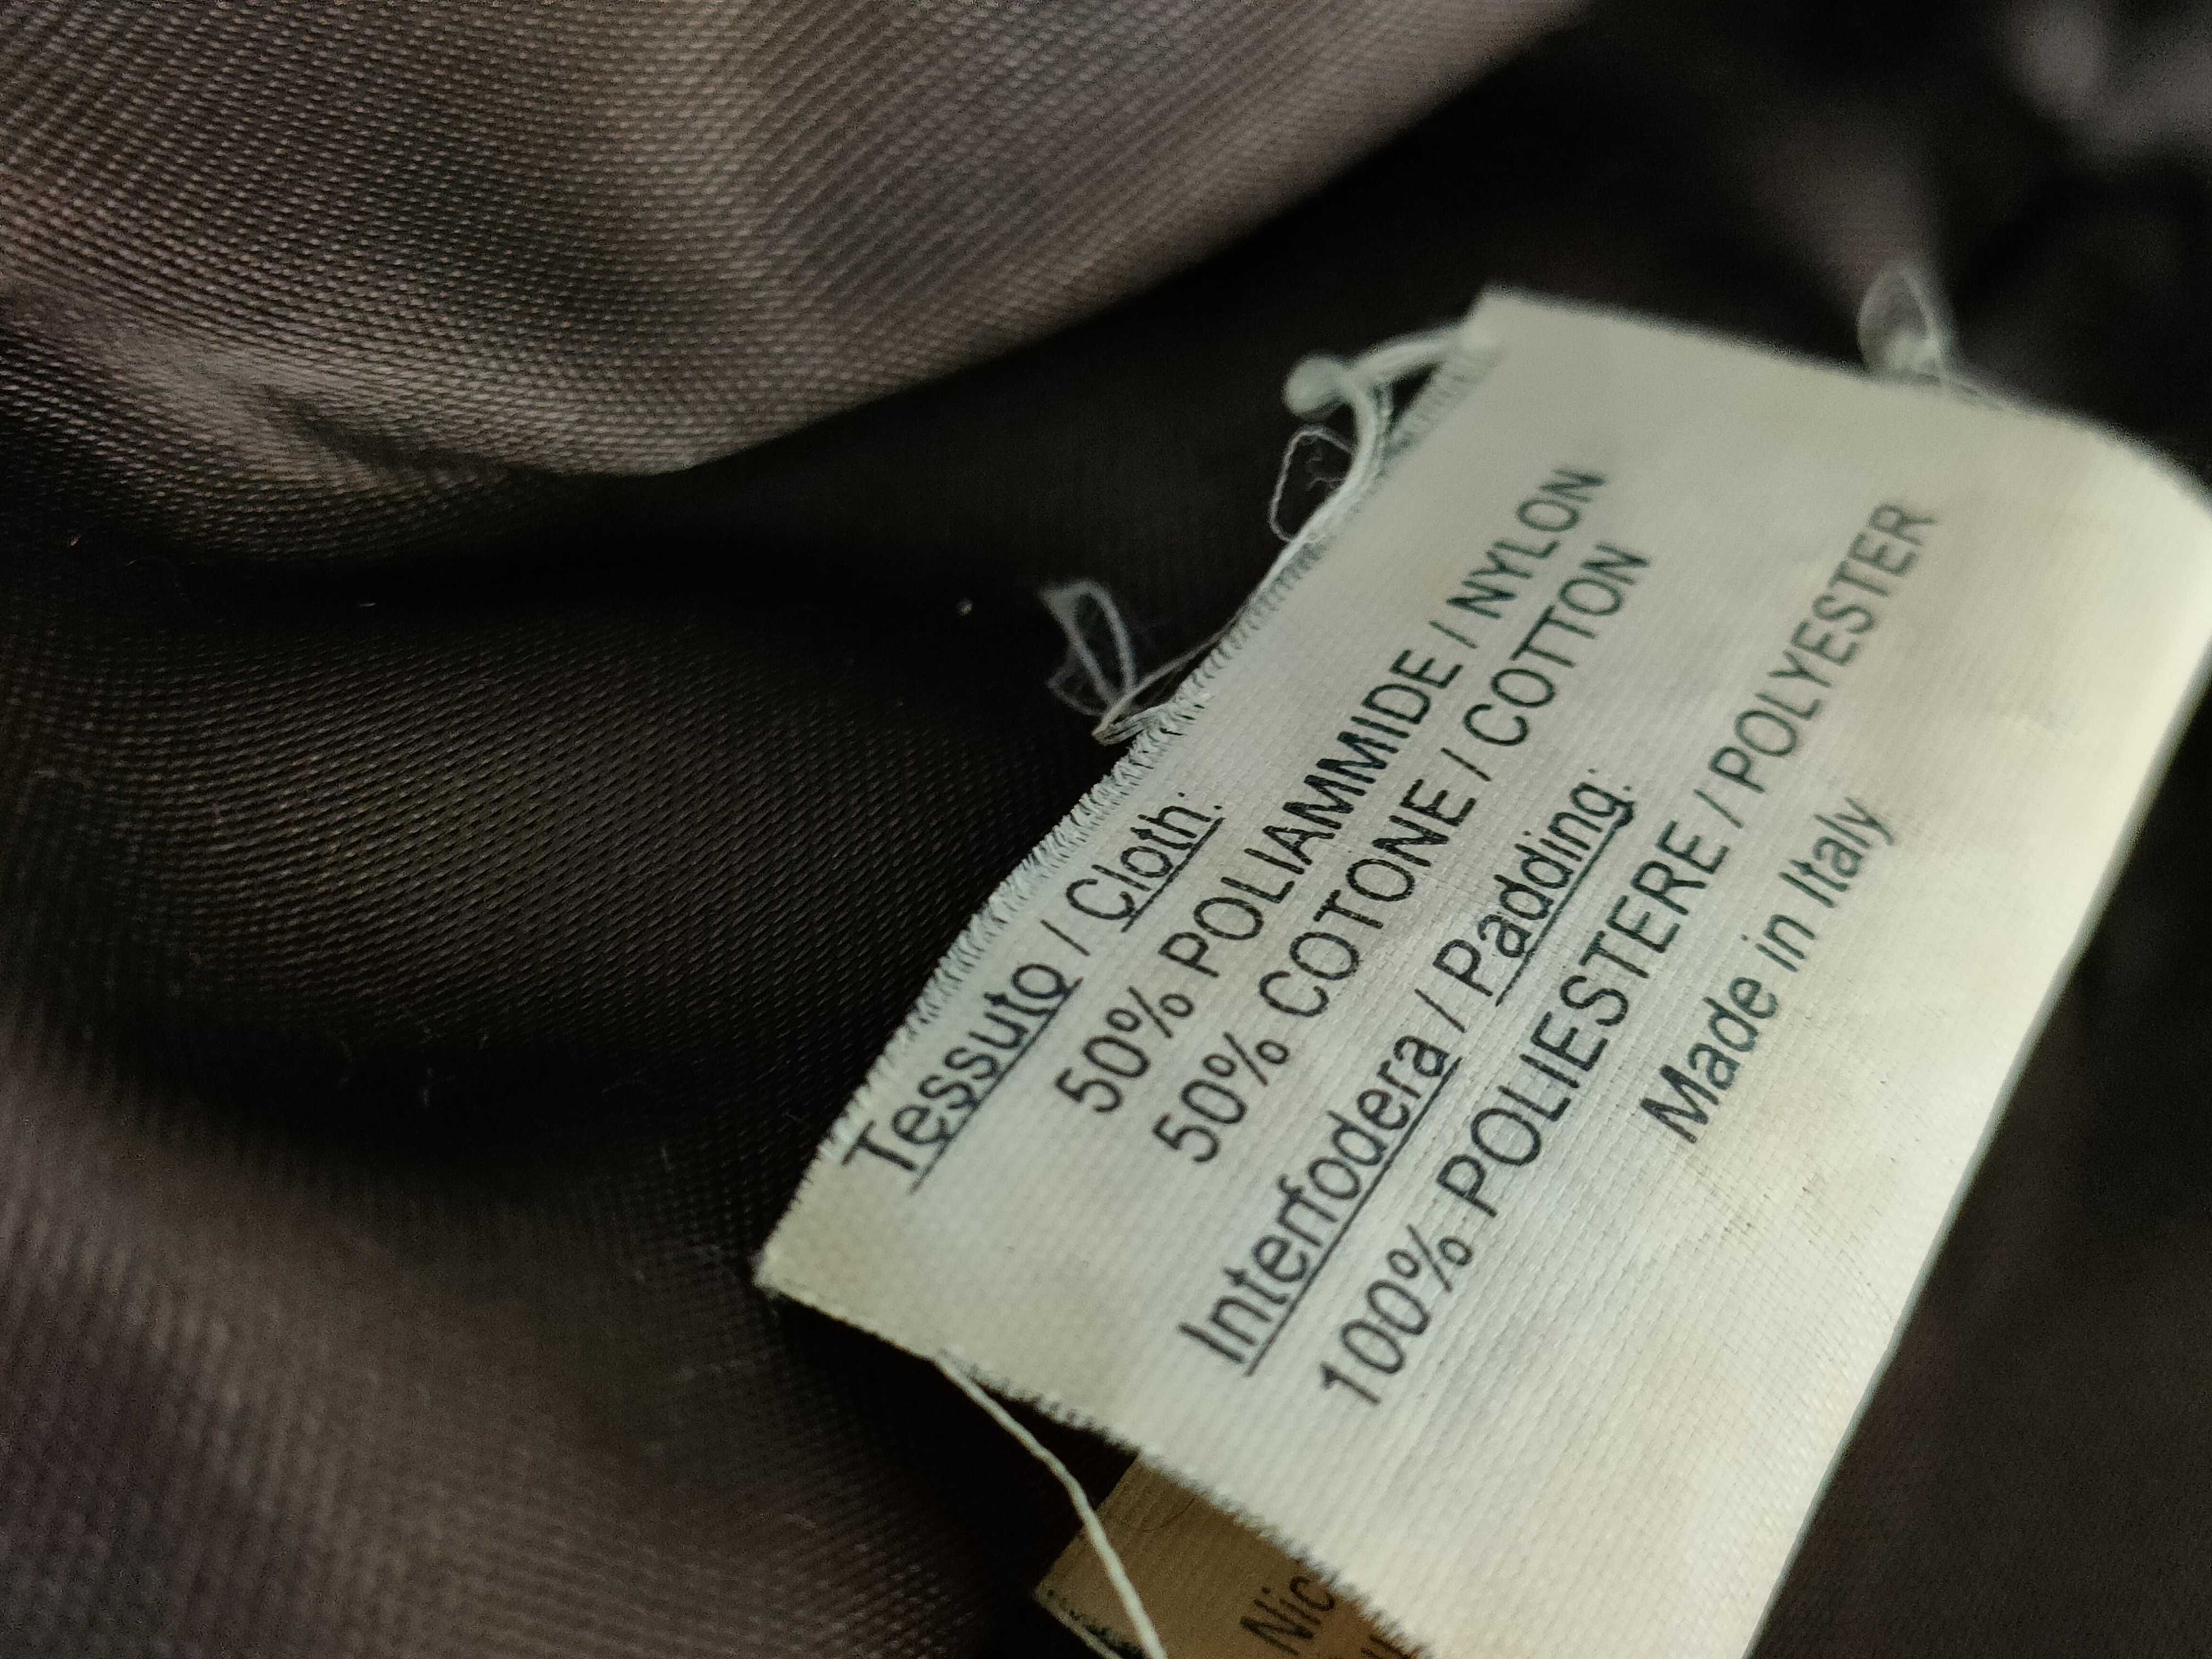 Tessuto / Cloth:
50% POLIAMMIDE / NYLON
50% COTONE / COTTON
Interfodera / Padding:
100% POLIESTERE / POLYESTER
Made in Italy